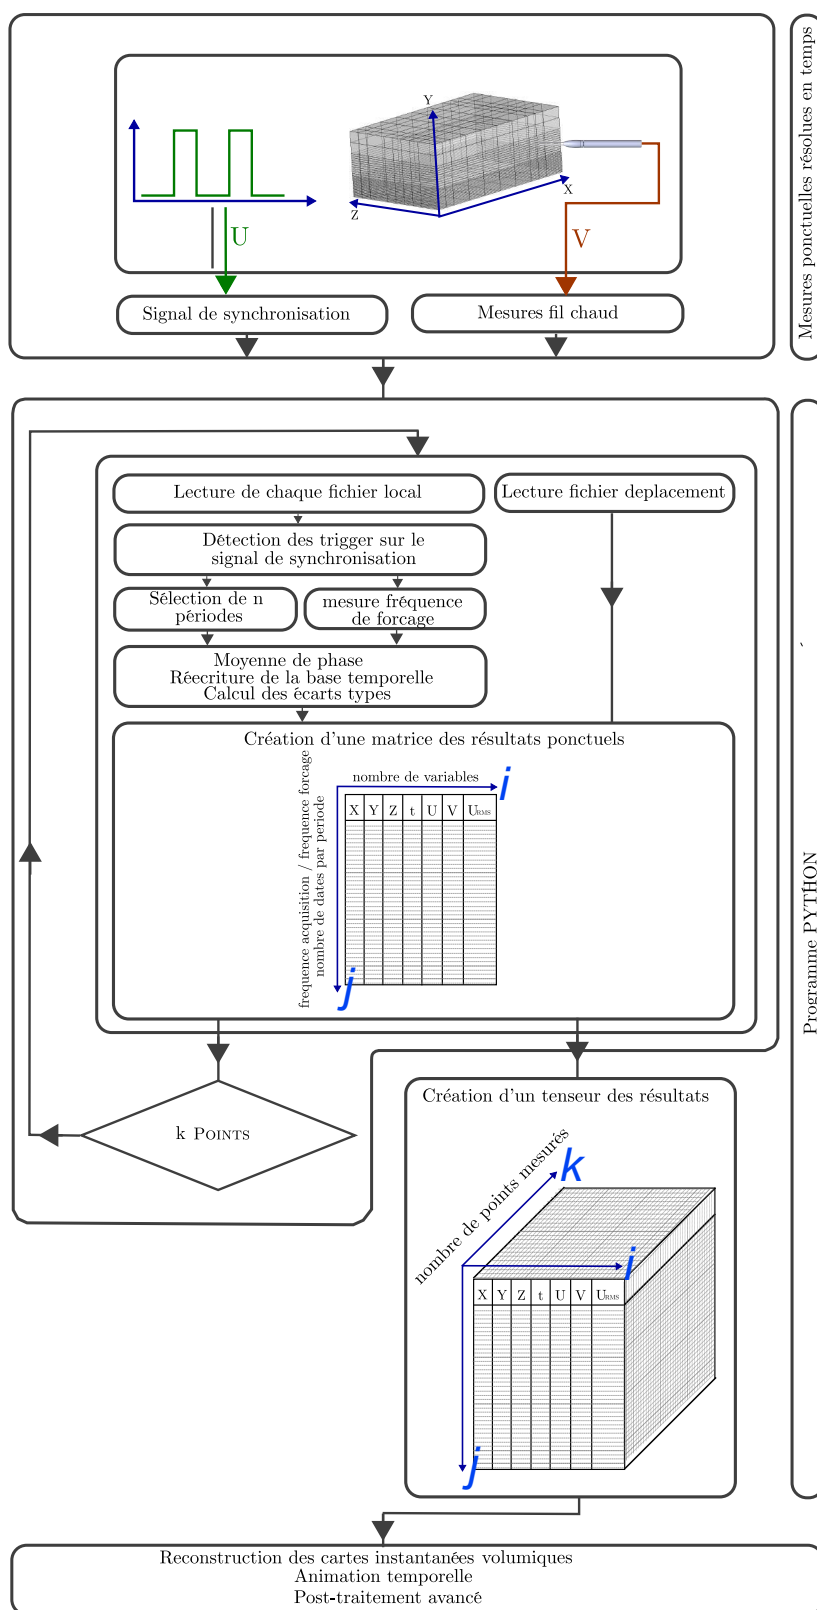 Mesures ponctuelles résolues en temps
Y
X
Z
U
V
Signal de synchronisation
Mesures fil chaud
Programme PYTHON
Lecture de chaque fichier local
Lecture fichier deplacement
Détection des trigger sur le
signal de synchronisation
Sélection de n
périodes
mesure fréquence
de forcage
Moyenne de phase
Réecriture de la base temporelle
Calcul des écarts types
Création d'une matrice des résultats ponctuels
nombre de variables
i
frequence acquisition / frequence forcage
nombre de dates par periode
X Y Z t U V URMS
j
k POINTS
Création d'un tenseur des résultats
nombre de points mesurés
k
i
X Y Z t U V URMS
j
Reconstruction des cartes instantanées volumiques
Animation temporelle
Post-traitement avancé